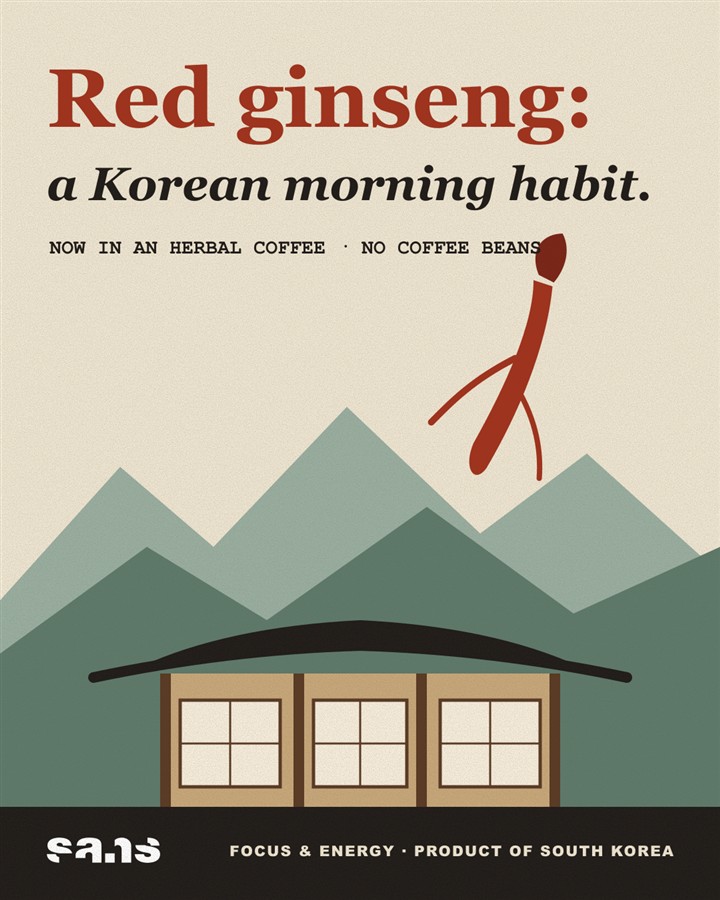 Red ginseng:
a Korean morning habit.
NOW IN AN HERBAL COFFEE · NO COFFEE BEANS
sans
FOCUS & ENERGY · PRODUCT OF SOUTH KOREA